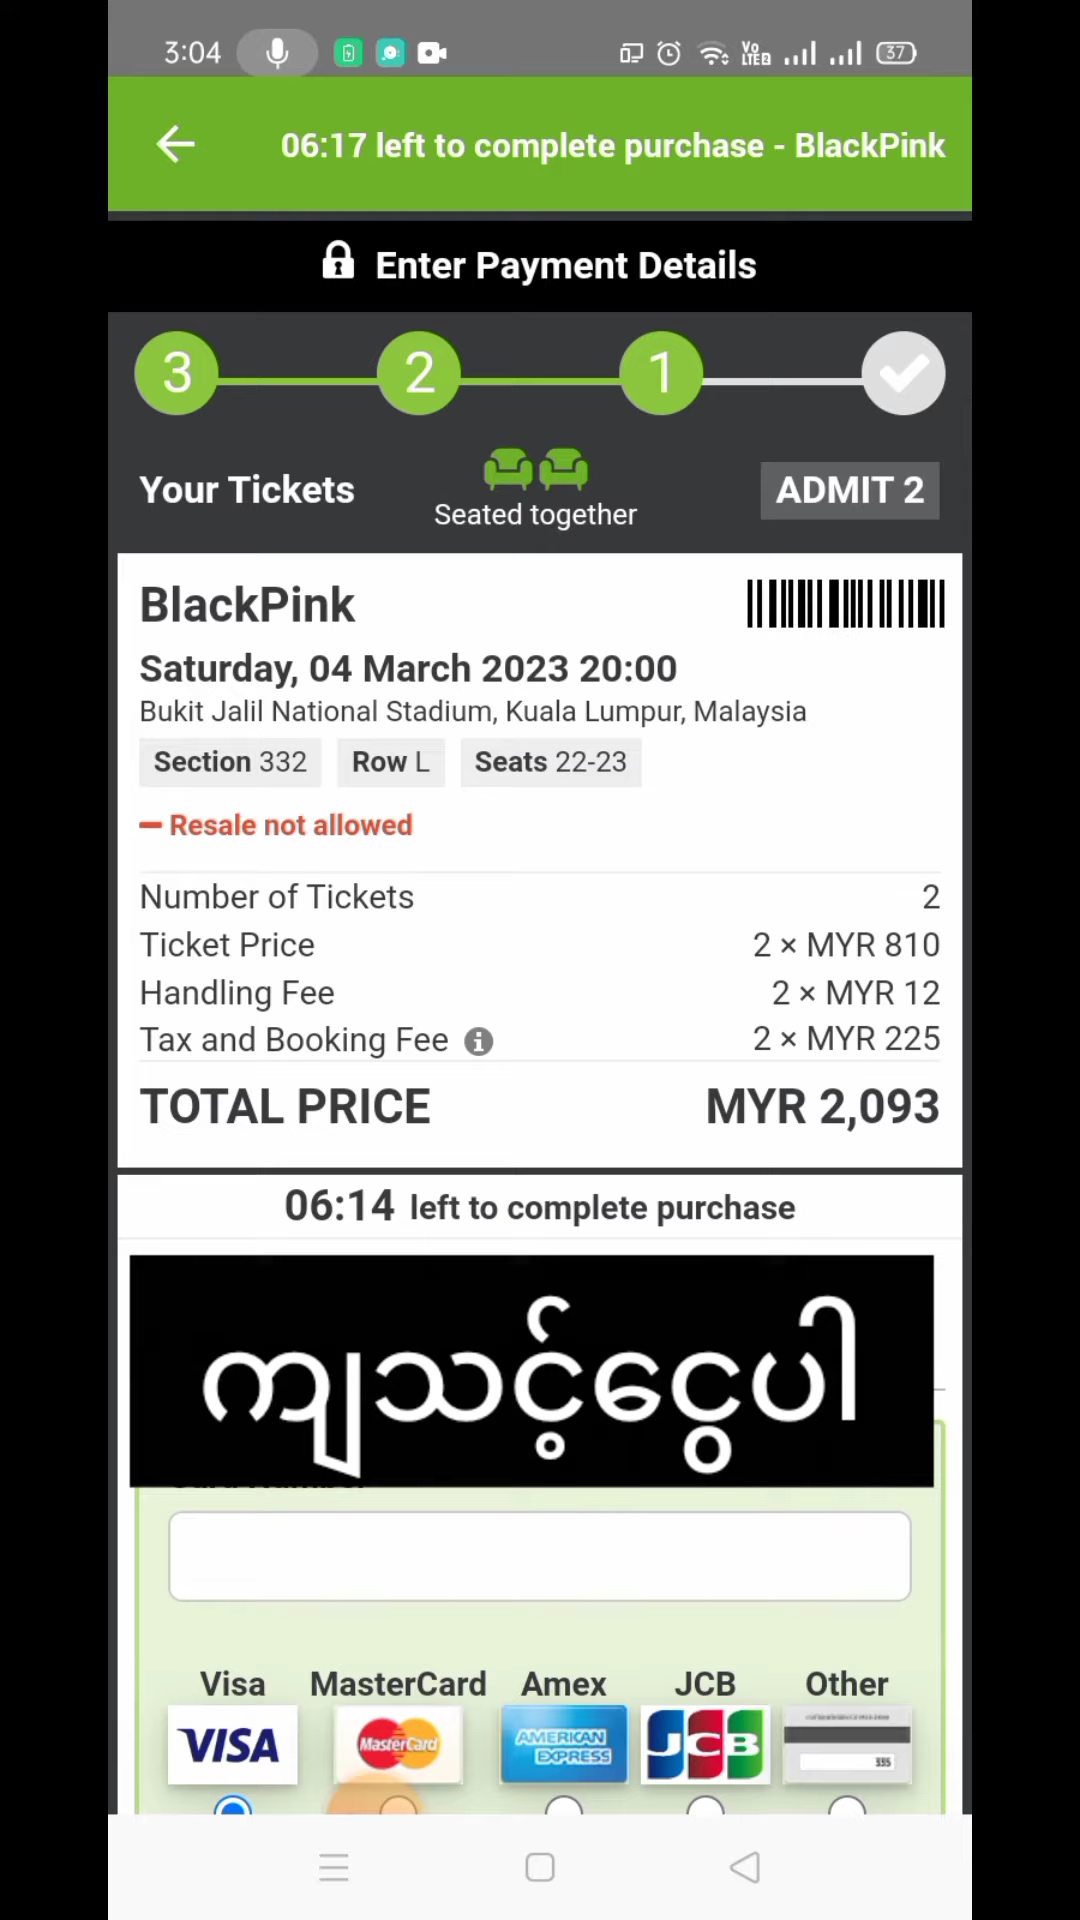 3:04
Vo LTE2 37
06:17 left to complete purchase - BlackPink
Enter Payment Details
3 2 1
Your Tickets
Seated together
ADMIT 2
BlackPink
Saturday, 04 March 2023 20:00
Bukit Jalil National Stadium, Kuala Lumpur, Malaysia
Section 332 Row L Seats 22-23
Resale not allowed
Number of Tickets 2
Ticket Price 2 × MYR 810
Handling Fee 2 × MYR 12
Tax and Booking Fee i 2 × MYR 225
TOTAL PRICE MYR 2,093
06:14 left to complete purchase
ကျသင့်ငွေပါ
Visa MasterCard Amex JCB Other
VISA MasterCard AMERICAN EXPRESS JCB 335